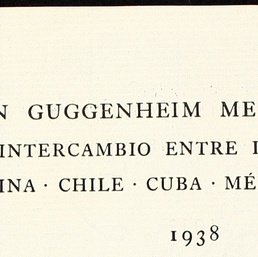 N GUGGENHEIM ME
INTERCAMBIO ENTRE
INA · CHILE · CUBA · MÉ
1938